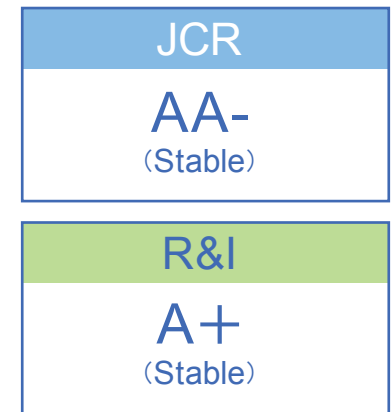 JCR
AA-
（Stable）
R&I
A＋
（Stable）